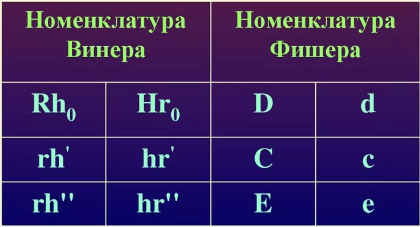 Номенклатура Винера Номенклатура Фишера
Rh₀ Hr₀ D d
rh' hr' C c
rh'' hr'' E e